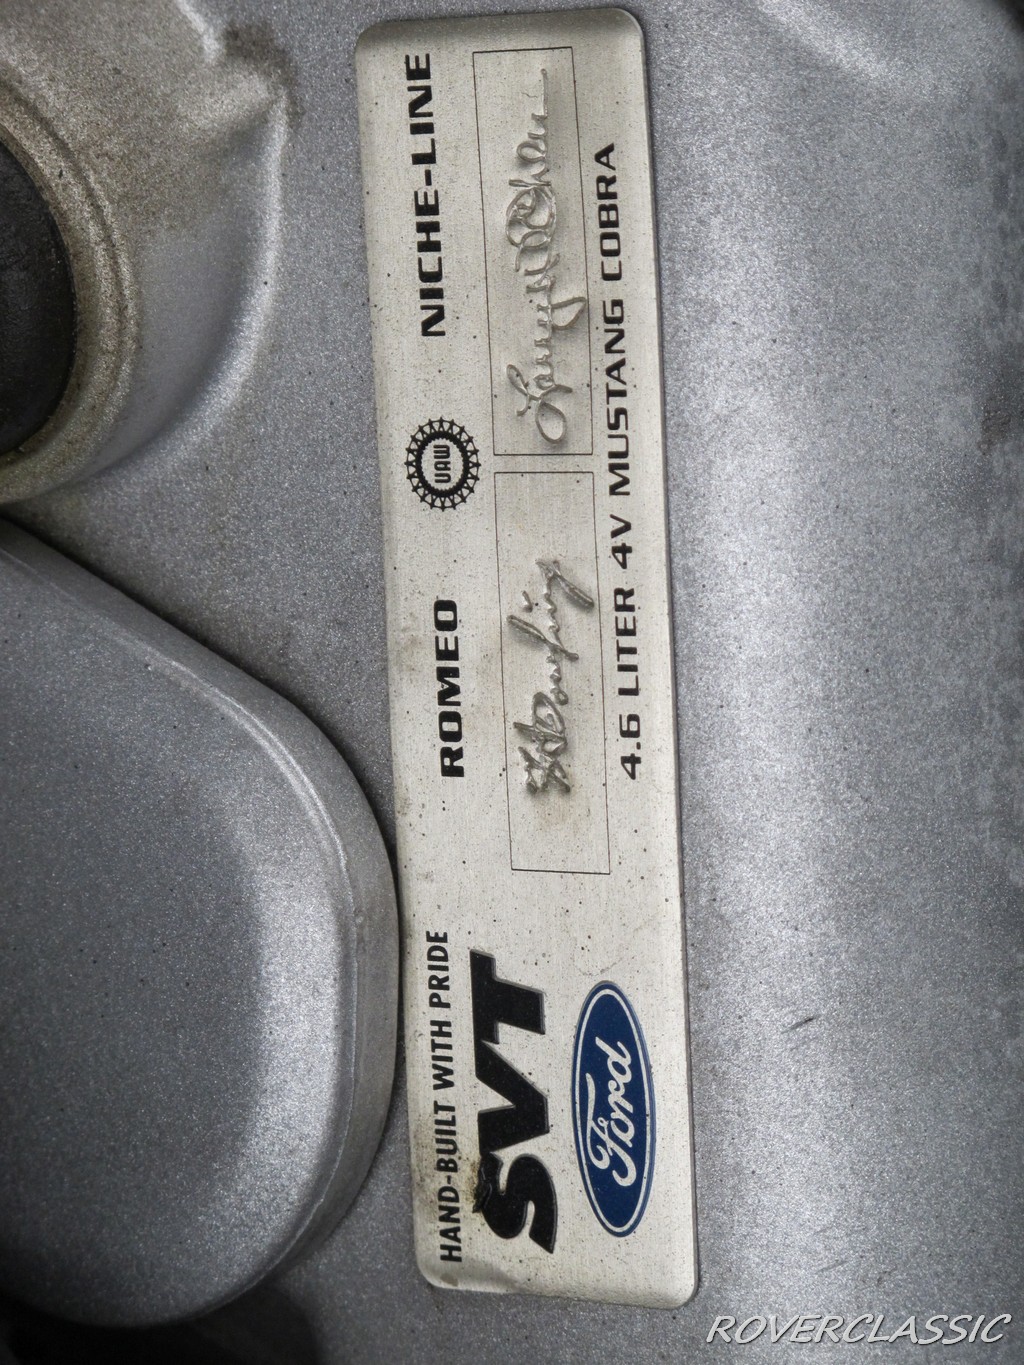 HAND-BUILT WITH PRIDE
SVT
Ford
ROMEO
UAW
NICHE-LINE
4.6 LITER 4V MUSTANG COBRA
ROVERCLASSIC